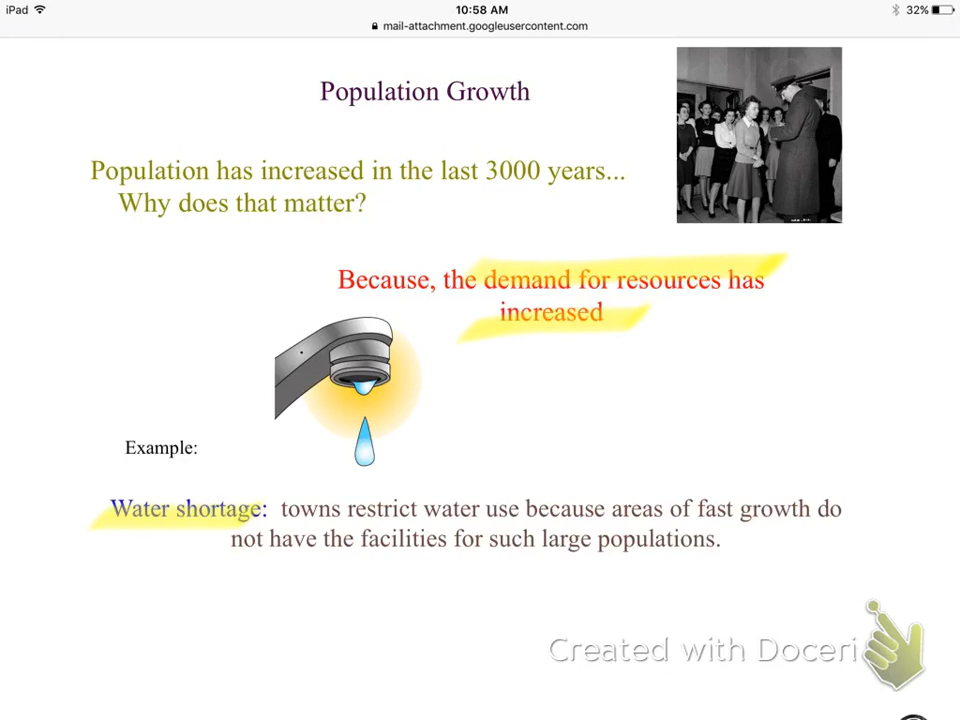 iPad 10:58 AM 32%
mail-attachment.googleusercontent.com
Population Growth
Population has increased in the last 3000 years...
Why does that matter?
Because, the demand for resources has
increased
Example:
Water shortage: towns restrict water use because areas of fast growth do
not have the facilities for such large populations.
Created with Doceri